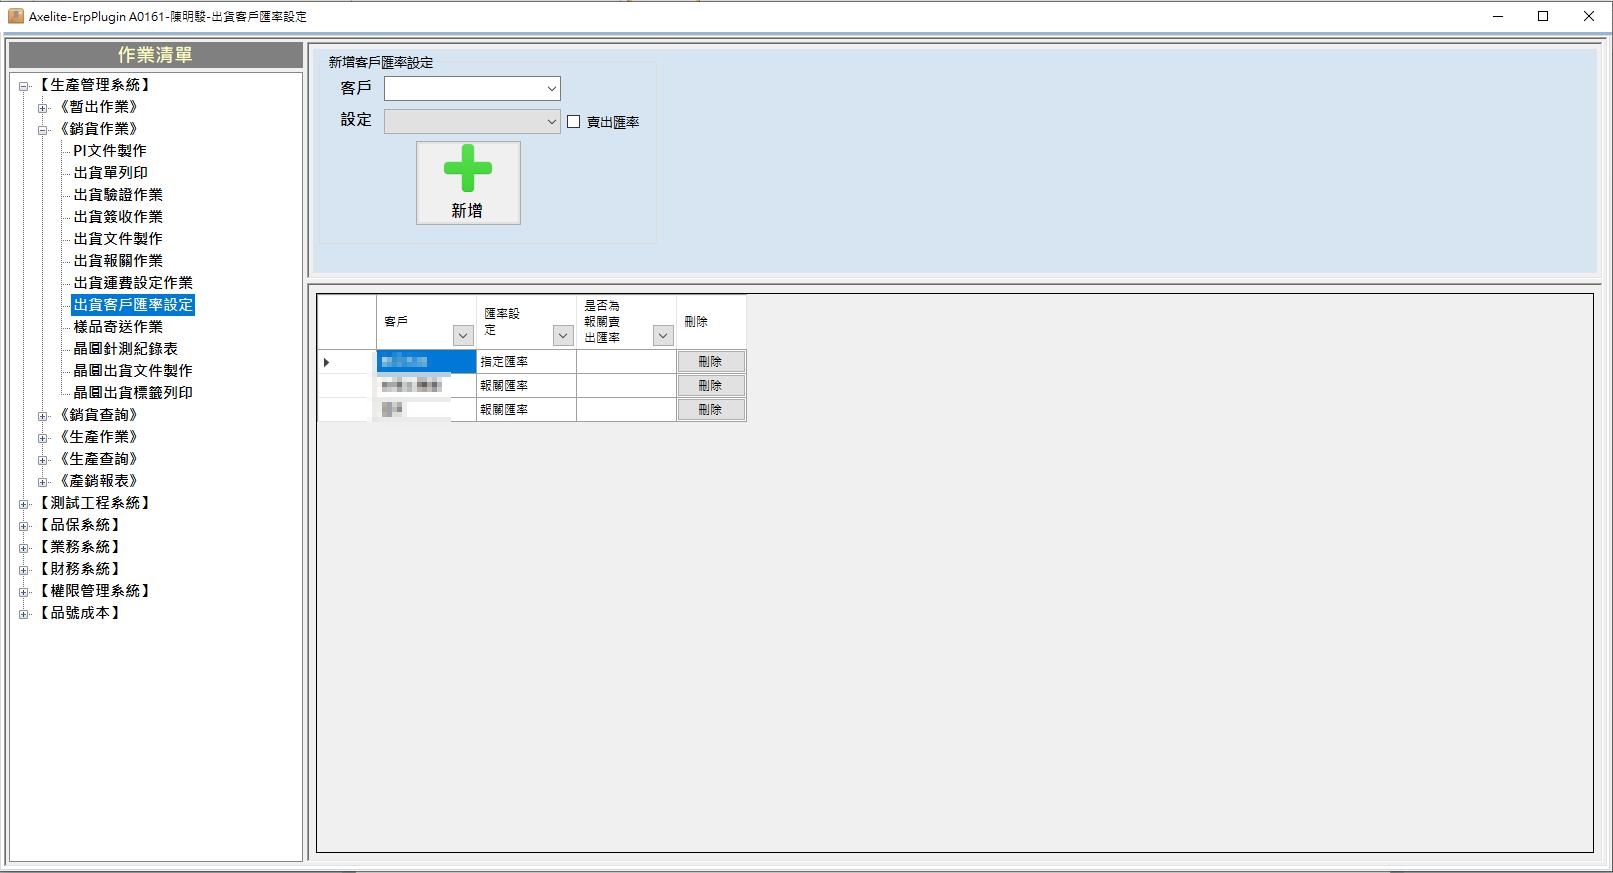 Axelite-ErpPlugin A0161-陳明駿-出貨客戶匯率設定
作業清單
【生產管理系統】
《暫出作業》
《銷貨作業》
PI文件製作
出貨單列印
出貨驗證作業
出貨簽收作業
出貨文件製作
出貨報關作業
出貨運費設定作業
出貨客戶匯率設定
樣品寄送作業
晶圓針測紀錄表
晶圓出貨文件製作
晶圓出貨標籤列印
《銷貨查詢》
《生產作業》
《生產查詢》
《產銷報表》
【測試工程系統】
【品保系統】
【業務系統】
【財務系統】
【權限管理系統】
【品號成本】
新增客戶匯率設定
客戶
設定
賣出匯率
新增
客戶
匯率設
定
是否為
報關賣
出匯率
刪除
指定匯率
刪除
報關匯率
刪除
報關匯率
刪除